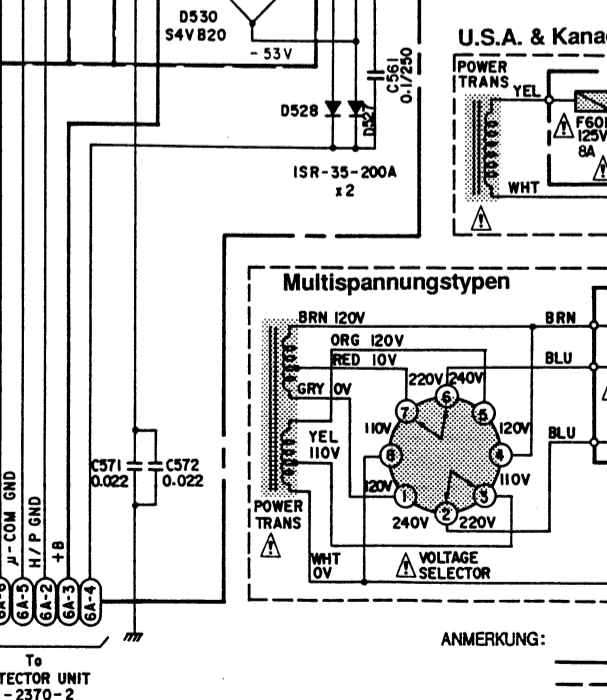 D530
S4VB20
- 53V
C561
0.1/250
D528
D527
ISR-35-200A
x2
U.S.A. & Kana
POWER
TRANS
YEL
F601
125V
8A
WHT
Multispannungstypen
BRN 120V
BRN
ORG 120V
RED 10V
BLU
GRY 0V
220V
240V
6
7
5
110V
120V
8
4
YEL
110V
BLU
120V
110V
1
3
2
240V
220V
POWER
TRANS
WHT
0V
VOLTAGE
SELECTOR
C571
0.022
C572
0.022
μ-COM GND
H/P GND
+B
6A-6
6A-5
6A-2
6A-3
6A-4
To
TECTOR UNIT
-2370-2
ANMERKUNG: